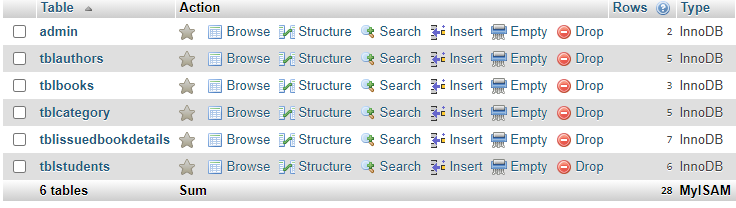 Table Action Rows Type
admin Browse Structure Search Insert Empty Drop 2 InnoDB
tblauthors Browse Structure Search Insert Empty Drop 5 InnoDB
tblbooks Browse Structure Search Insert Empty Drop 3 InnoDB
tblcategory Browse Structure Search Insert Empty Drop 5 InnoDB
tblissuedbookdetails Browse Structure Search Insert Empty Drop 7 InnoDB
tblstudents Browse Structure Search Insert Empty Drop 6 InnoDB
6 tables Sum 28 MyISAM